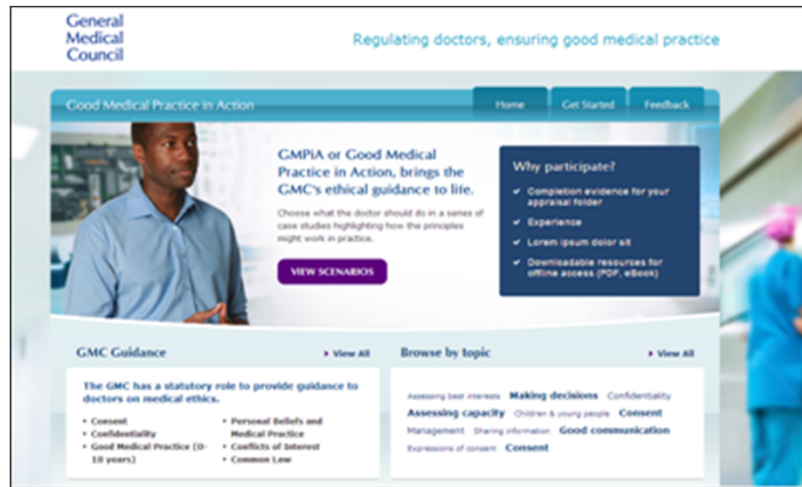 General
Medical
Council
Regulating doctors, ensuring good medical practice
Good Medical Practice in Action
Home
Get Started
Feedback
GMPiA or Good Medical
Practice in Action, brings the
GMC's ethical guidance to life.
Choose what the doctor should do in a series of
case studies highlighting how the principles
might work in practice.
VIEW SCENARIOS
Why participate?
Completion evidence for your
appraisal folder
Experience
Lorem ipsum dolor sit
Downloadable resources for
offline access (PDF, eBook)
GMC Guidance
View All
The GMC has a statutory role to provide guidance to
doctors on medical ethics.
• Consent
• Confidentiality
• Good Medical Practice (0-
18 years)
• Personal Beliefs and
Medical Practice
• Conflicts of Interest
• Common Law
Browse by topic
View All
Assessing best interests Making decisions Confidentiality
Assessing capacity Children & young people Consent
Management Sharing information Good communication
Expressions of consent Consent